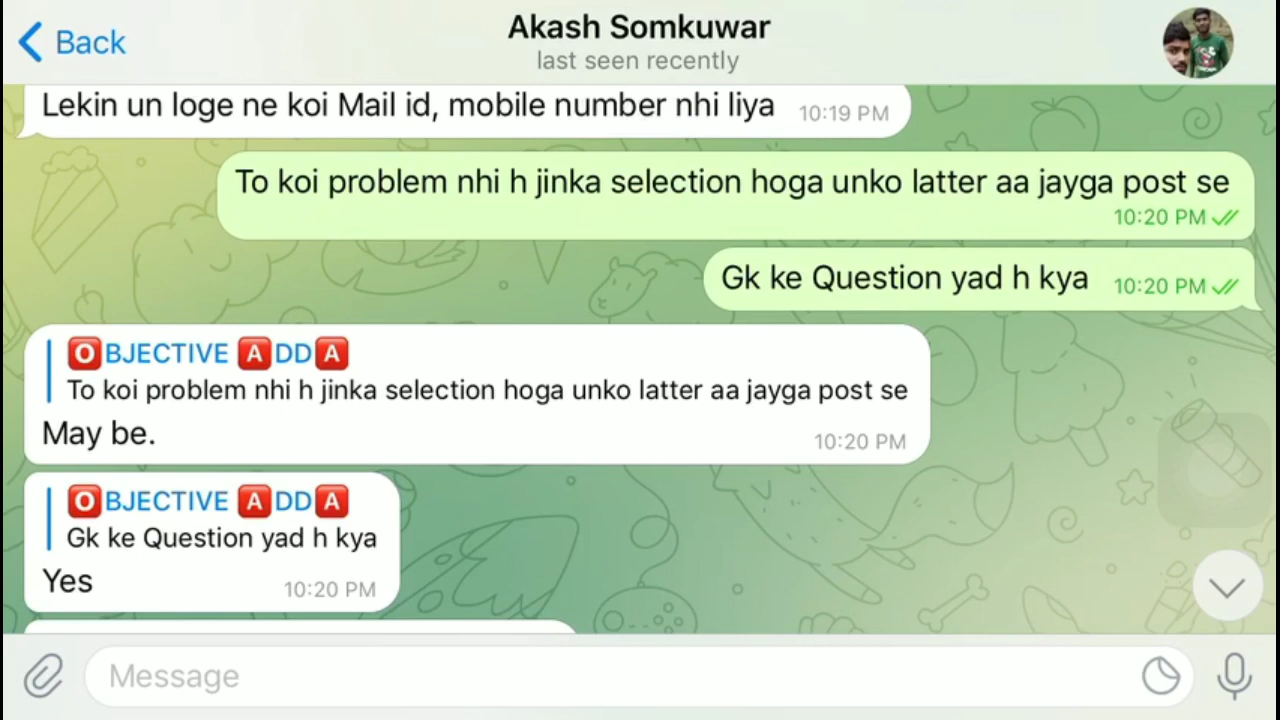 Back
Akash Somkuwar
last seen recently
Lekin un loge ne koi Mail id, mobile number nhi liya 10:19 PM
To koi problem nhi h jinka selection hoga unko latter aa jayga post se
10:20 PM
Gk ke Question yad h kya 10:20 PM
🅾BJECTIVE 🅰DD🅰
To koi problem nhi h jinka selection hoga unko latter aa jayga post se
May be. 10:20 PM
🅾BJECTIVE 🅰DD🅰
Gk ke Question yad h kya
Yes 10:20 PM
Message